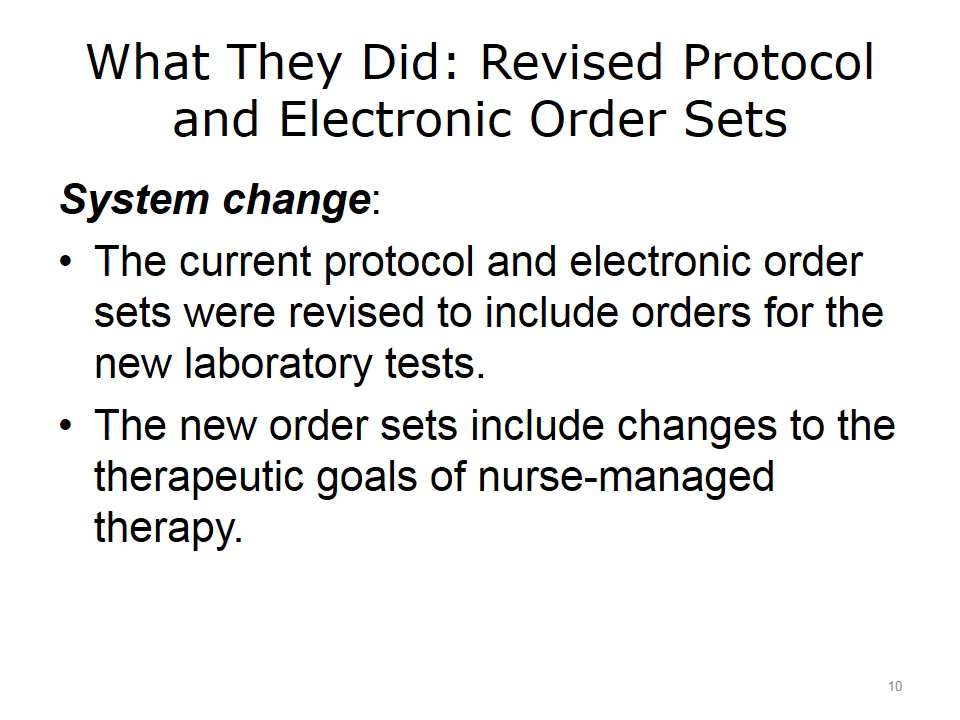 What They Did: Revised Protocol
and Electronic Order Sets
System change:
• The current protocol and electronic order
sets were revised to include orders for the
new laboratory tests.
• The new order sets include changes to the
therapeutic goals of nurse-managed
therapy.
10